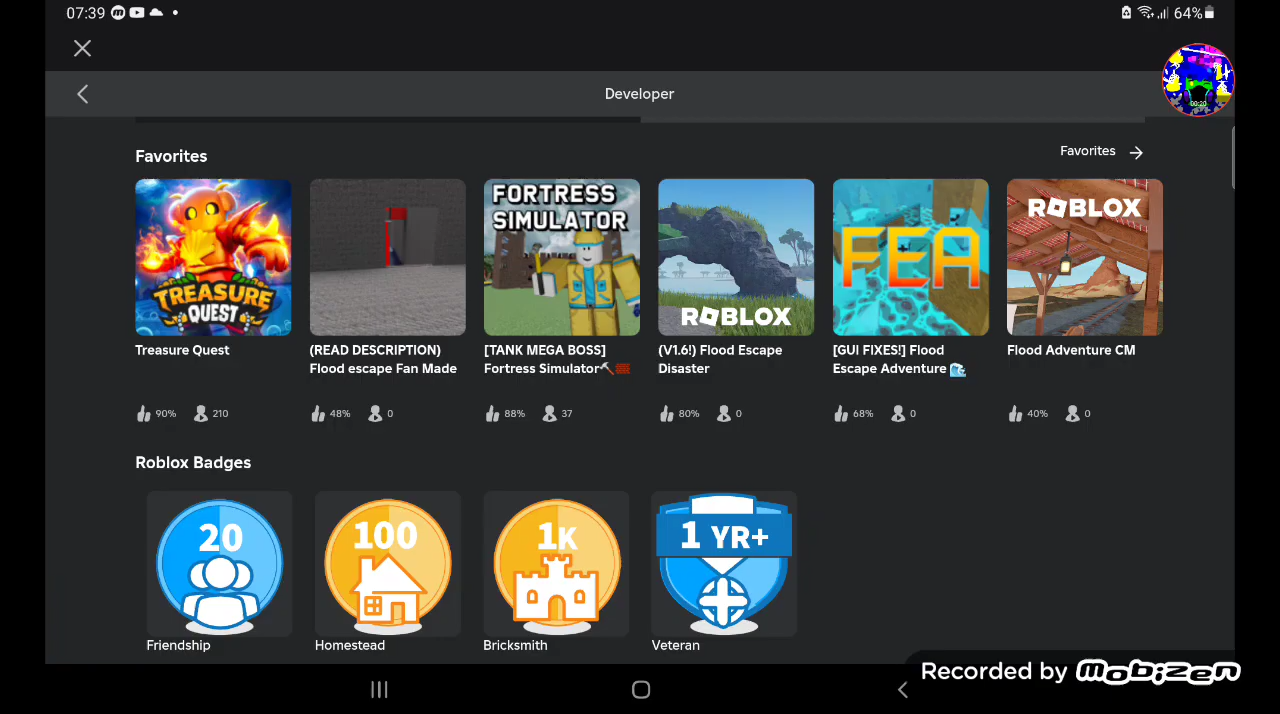 07:39
64%
Developer
00:20
Favorites
Favorites
TREASURE
QUEST
FORTRESS
SIMULATOR
ROBLOX
FEA
ROBLOX
Treasure Quest
(READ DESCRIPTION)
Flood escape Fan Made
[TANK MEGA BOSS]
Fortress Simulator🔨🧱
(V1.6!) Flood Escape
Disaster
[GUI FIXES!] Flood
Escape Adventure 🌊
Flood Adventure CM
90% 210
48% 0
88% 37
80% 0
68% 0
40% 0
Roblox Badges
20
100
1K
1 YR+
Friendship
Homestead
Bricksmith
Veteran
Recorded by Mobizen